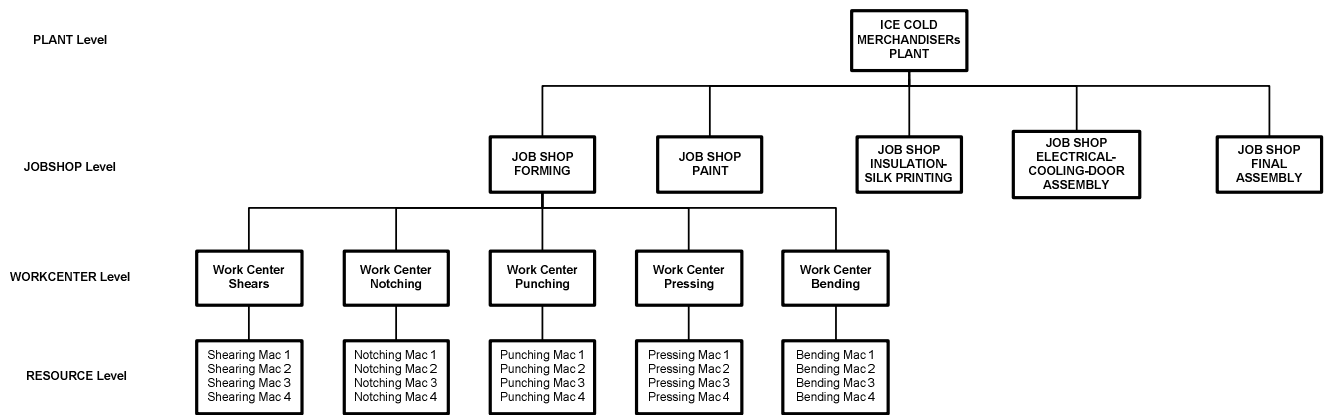 PLANT Level
ICE COLD
MERCHANDISERs
PLANT
JOBSHOP Level
JOB SHOP
FORMING
JOB SHOP
PAINT
JOB SHOP
INSULATION-
SILK PRINTING
JOB SHOP
ELECTRICAL-
COOLING-DOOR
ASSEMBLY
JOB SHOP
FINAL
ASSEMBLY
WORKCENTER Level
Work Center
Shears
Work Center
Notching
Work Center
Punching
Work Center
Pressing
Work Center
Bending
RESOURCE Level
Shearing Mac 1
Shearing Mac 2
Shearing Mac 3
Shearing Mac 4
Notching Mac 1
Notching Mac 2
Notching Mac 3
Notching Mac 4
Punching Mac 1
Punching Mac 2
Punching Mac 3
Punching Mac 4
Pressing Mac 1
Pressing Mac 2
Pressing Mac 3
Pressing Mac 4
Bending Mac 1
Bending Mac 2
Bending Mac 3
Bending Mac 4